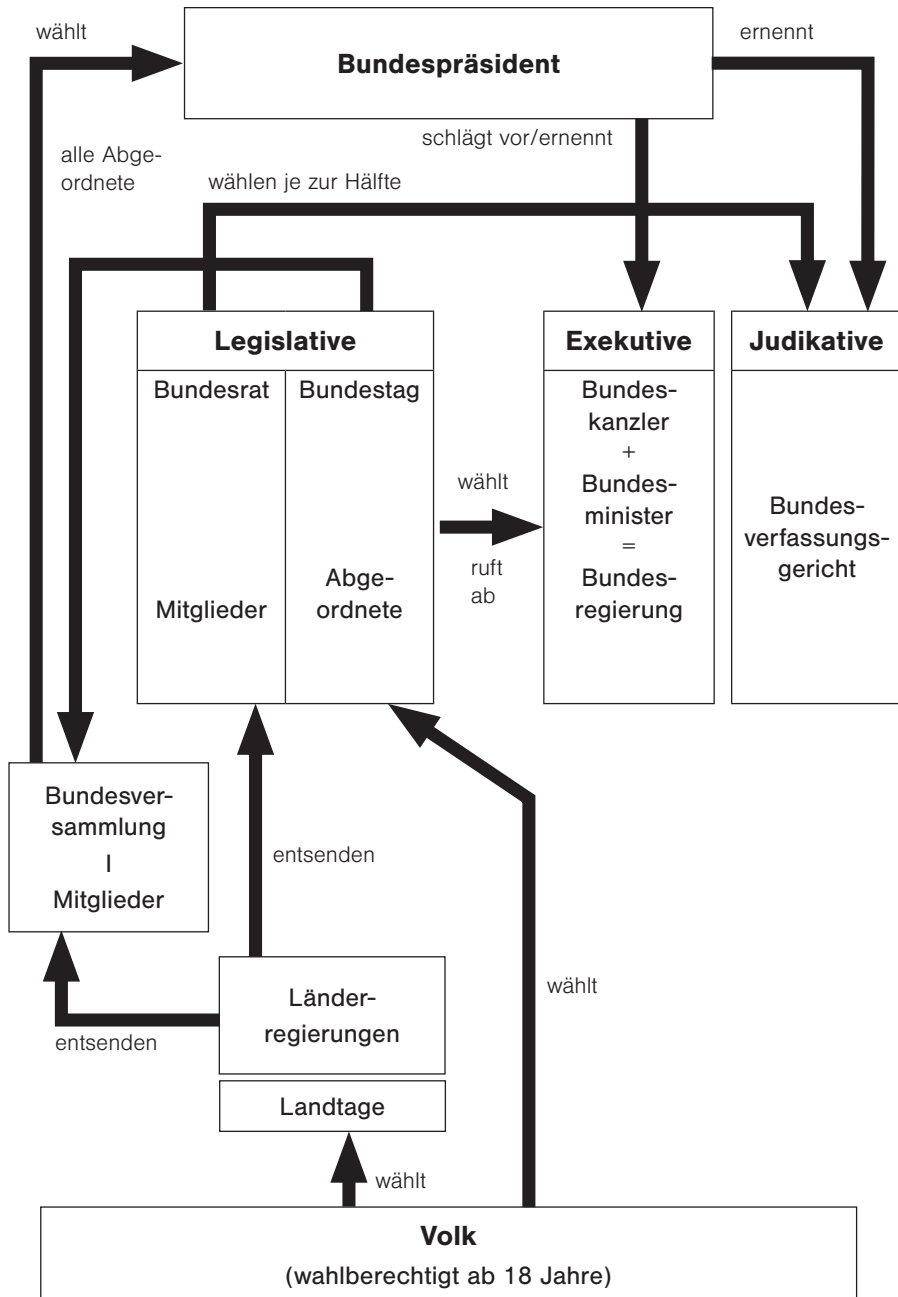 wählt
Bundespräsident
ernennt
schlägt vor/ernennt
alle Abge-
ordnete
wählen je zur Hälfte
Legislative
Bundesrat
Mitglieder
Bundestag
Abge-
ordnete
wählt
ruft
ab
Exekutive
Bundes-
kanzler
+
Bundes-
minister
=
Bundes-
regierung
Judikative
Bundes-
verfassungs-
gericht
Bundesver-
sammlung
I
Mitglieder
entsenden
entsenden
Länder-
regierungen
Landtage
wählt
wählt
Volk
(wahlberechtigt ab 18 Jahre)